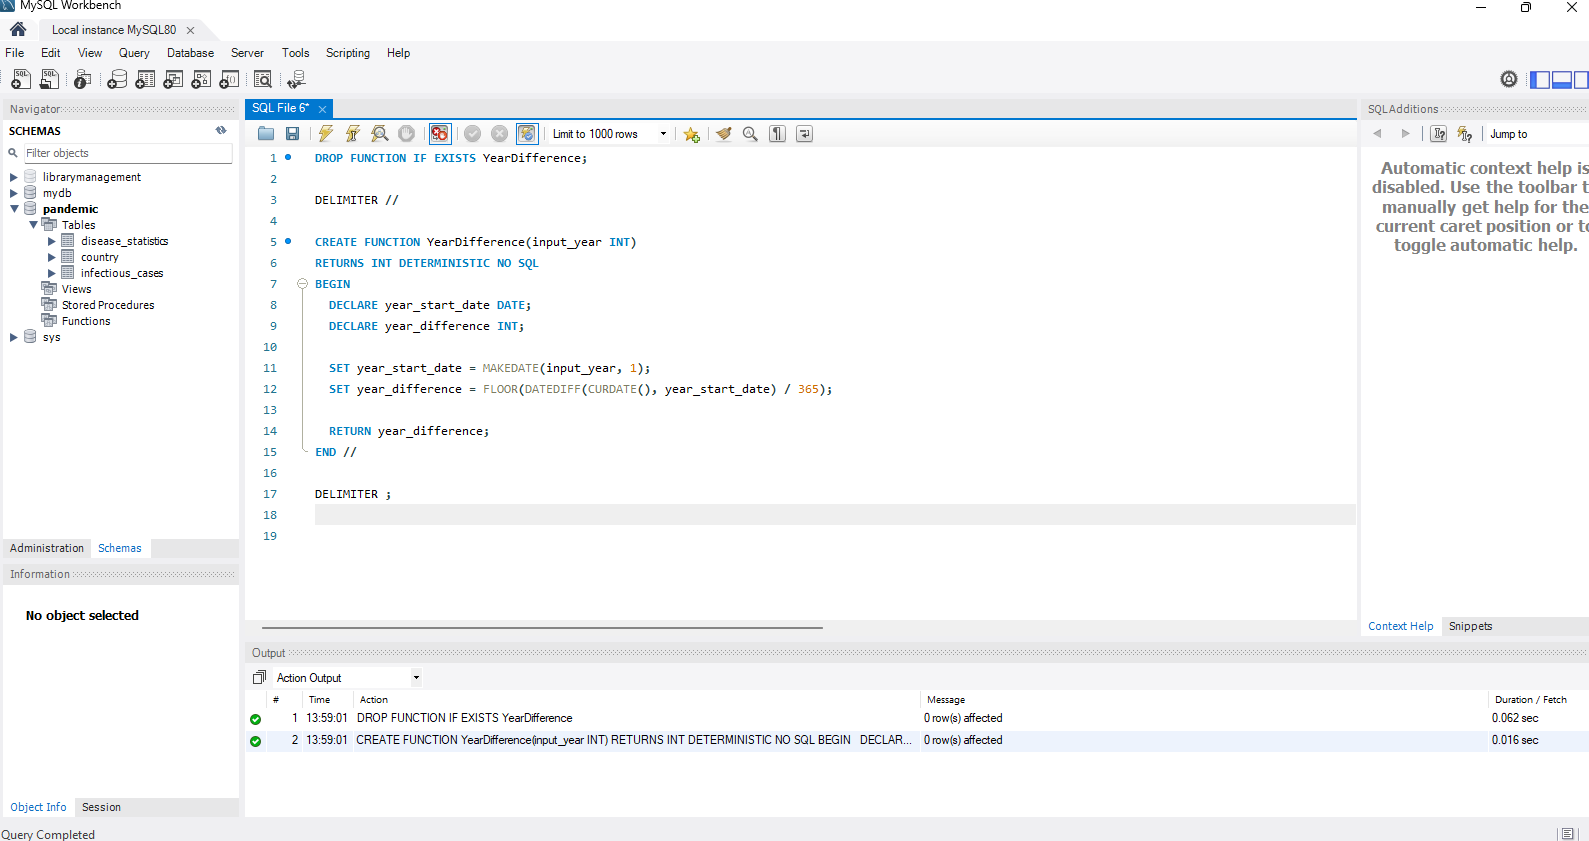 MySQL Workbench
Local instance MySQL80
File Edit View Query Database Server Tools Scripting Help
Navigator
SCHEMAS
Filter objects
librarymanagement
mydb
pandemic
Tables
disease_statistics
country
infectious_cases
Views
Stored Procedures
Functions
sys
Administration Schemas
Information
No object selected
Object Info Session
Query Completed
SQL File 6*
Limit to 1000 rows
1 DROP FUNCTION IF EXISTS YearDifference;
2
3 DELIMITER //
4
5 CREATE FUNCTION YearDifference(input_year INT)
6 RETURNS INT DETERMINISTIC NO SQL
7 BEGIN
8 DECLARE year_start_date DATE;
9 DECLARE year_difference INT;
10
11 SET year_start_date = MAKEDATE(input_year, 1);
12 SET year_difference = FLOOR(DATEDIFF(CURDATE(), year_start_date) / 365);
13
14 RETURN year_difference;
15 END //
16
17 DELIMITER ;
18
19
SQLAdditions
Jump to
Automatic context help is
disabled. Use the toolbar t
manually get help for the
current caret position or to
toggle automatic help.
Context Help Snippets
Output
Action Output
# Time Action Message Duration / Fetch
1 13:59:01 DROP FUNCTION IF EXISTS YearDifference 0 row(s) affected 0.062 sec
2 13:59:01 CREATE FUNCTION YearDifference(input_year INT) RETURNS INT DETERMINISTIC NO SQL BEGIN DECLAR... 0 row(s) affected 0.016 sec